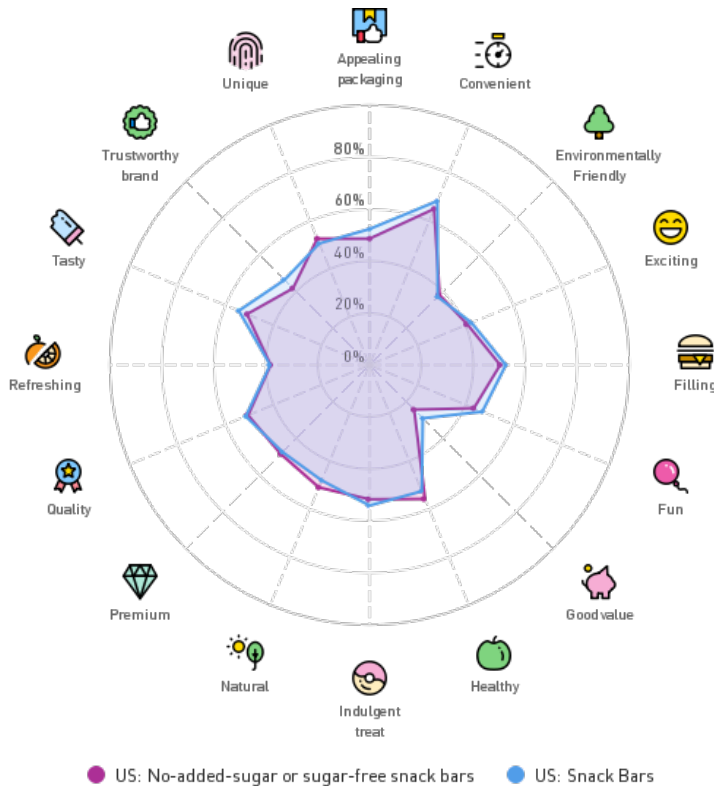 Appealing
packaging
Unique
Convenient
Trustworthy
brand
Environmentally
Friendly
80%
60%
Tasty
Exciting
40%
20%
0%
Refreshing
Filling
Quality
Fun
Premium
Good value
Natural
Healthy
Indulgent
treat
US: No-added-sugar or sugar-free snack bars
US: Snack Bars